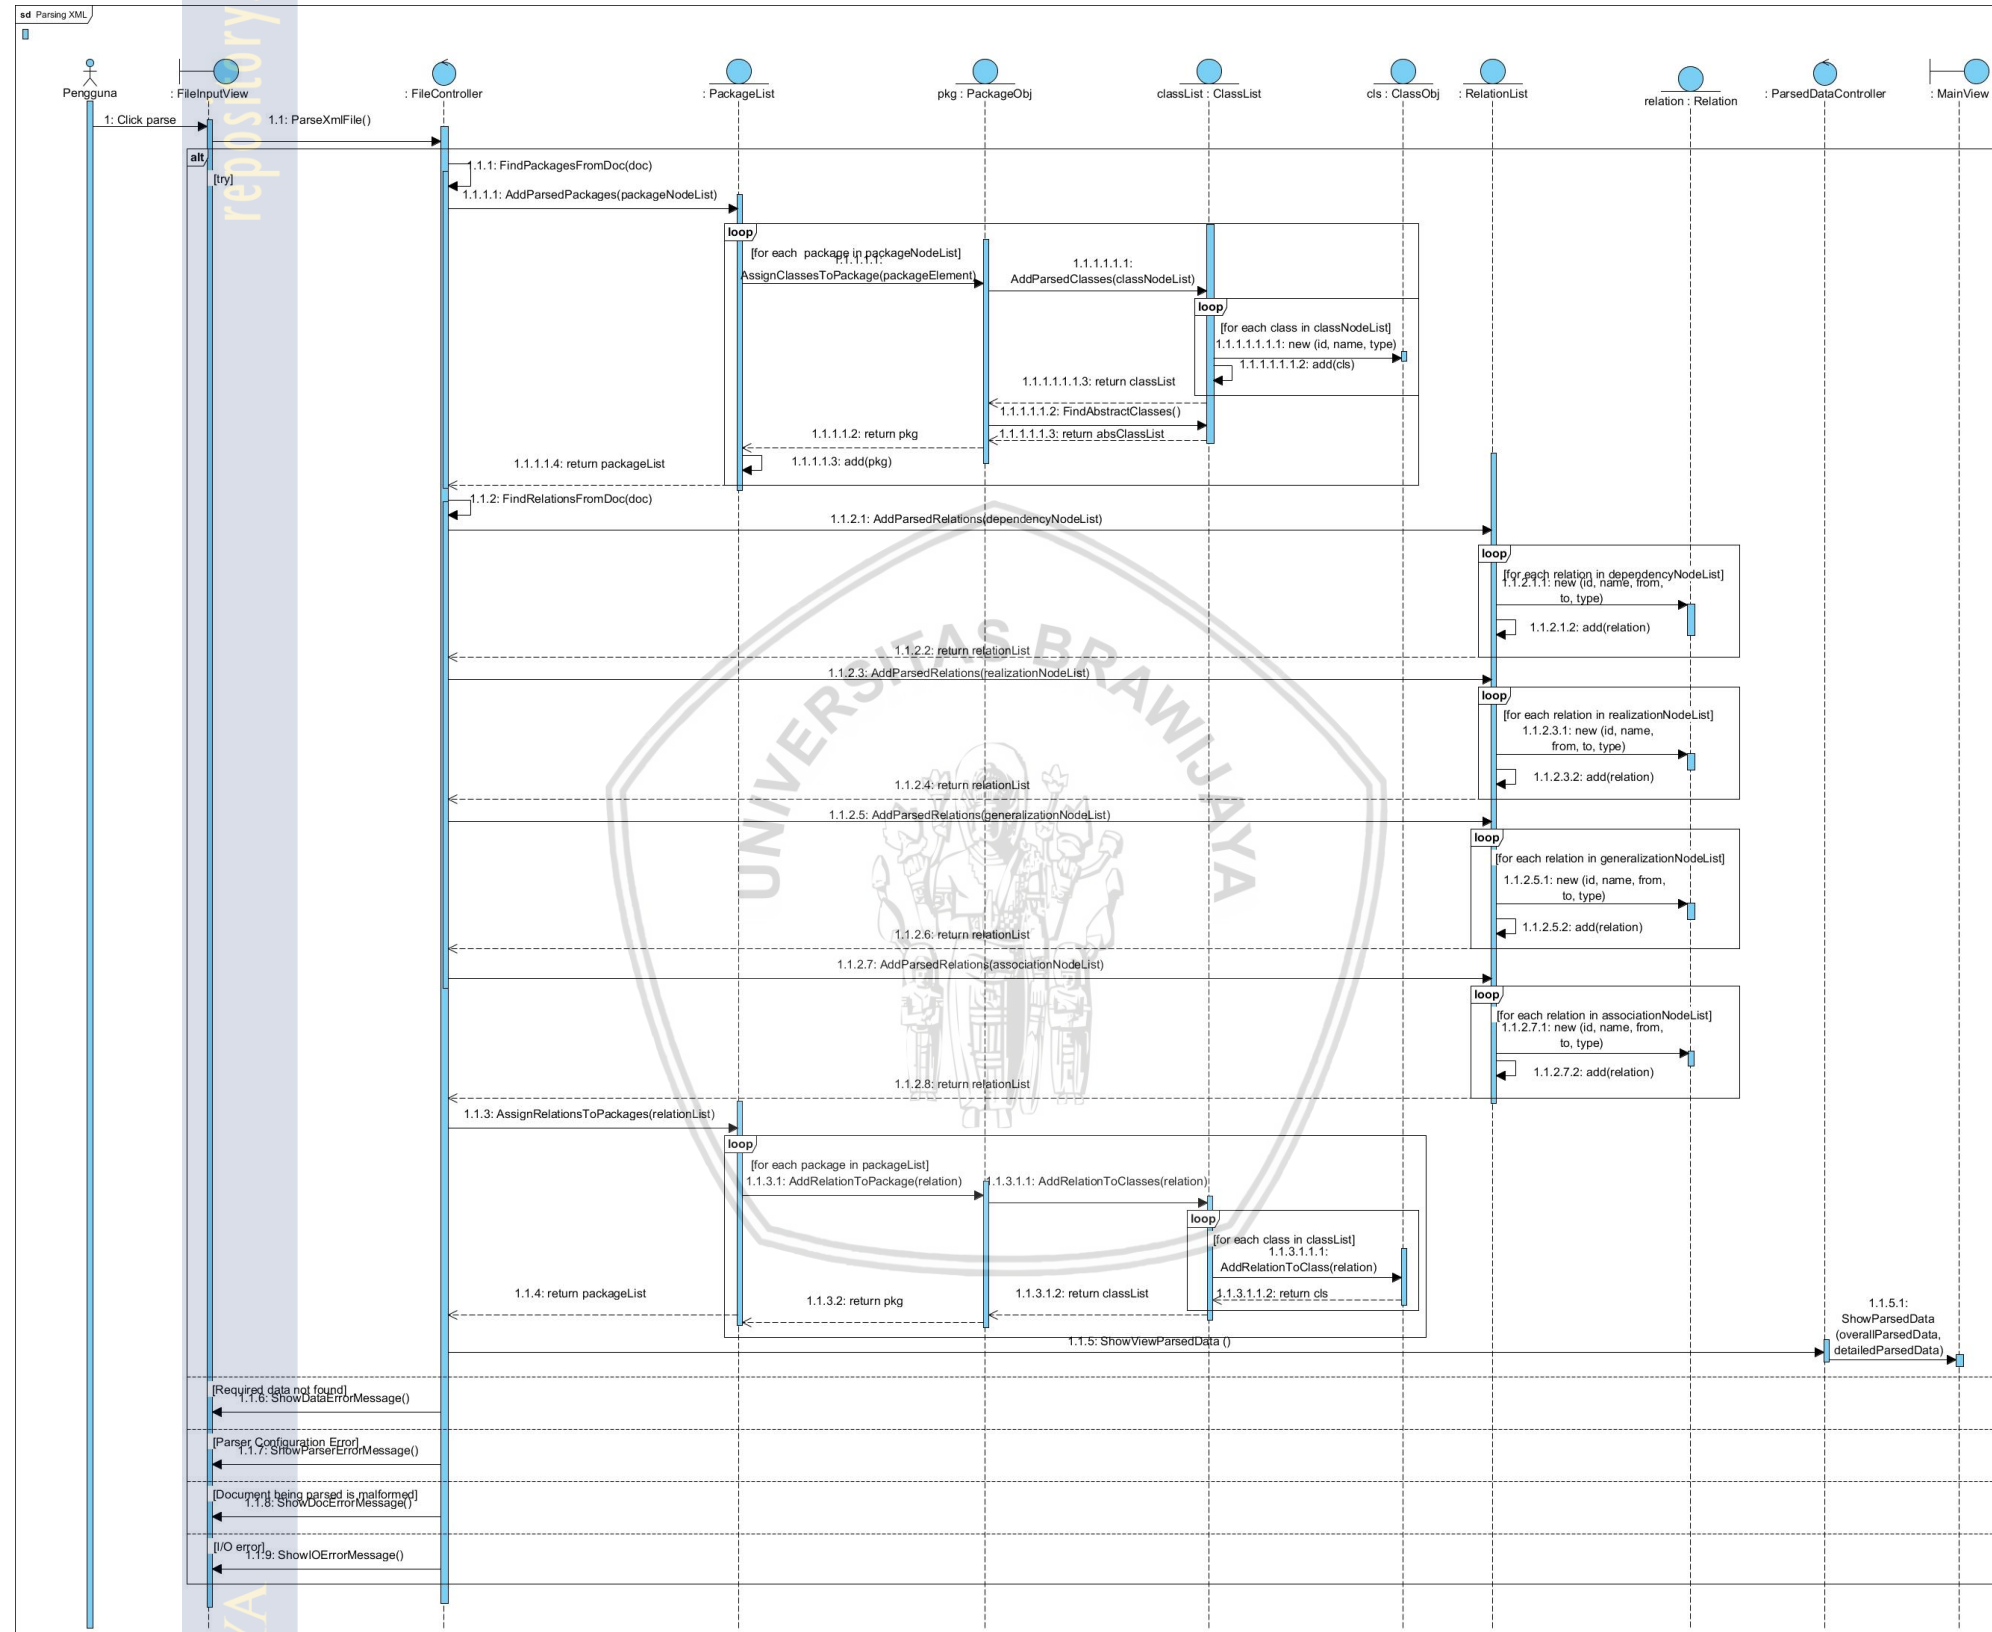 sd Parsing XML
Pengguna
: FileInputView
: FileController
: PackageList
pkg : PackageObj
classList : ClassList
cls : ClassObj
: RelationList
relation : Relation
: ParsedDataController
: MainView
repository
1: Click parse
1.1: ParseXmlFile()
alt
[try]
1.1.1: FindPackagesFromDoc(doc)
1.1.1.1: AddParsedPackages(packageNodeList)
loop
[for each package in packageNodeList]
1.1.1.1.1:
AssignClassesToPackage(packageElement)
1.1.1.1.1.1:
AddParsedClasses(classNodeList)
loop
[for each class in classNodeList]
1.1.1.1.1.1.1: new (id, name, type)
1.1.1.1.1.1.2: add(cls)
1.1.1.1.1.1.3: return classList
1.1.1.1.1.2: FindAbstractClasses()
1.1.1.1.1.3: return absClassList
1.1.1.1.2: return pkg
1.1.1.1.3: add(pkg)
1.1.1.1.4: return packageList
1.1.2: FindRelationsFromDoc(doc)
1.1.2.1: AddParsedRelations(dependencyNodeList)
loop
[for each relation in dependencyNodeList]
1.1.2.1.1: new (id, name, from,
to, type)
1.1.2.1.2: add(relation)
1.1.2.2: return relationList
1.1.2.3: AddParsedRelations(realizationNodeList)
UNIVERSITAS BRAWIJAYA
loop
[for each relation in realizationNodeList]
1.1.2.3.1: new (id, name,
from, to, type)
1.1.2.3.2: add(relation)
1.1.2.4: return relationList
1.1.2.5: AddParsedRelations(generalizationNodeList)
loop
[for each relation in generalizationNodeList]
1.1.2.5.1: new (id, name, from,
to, type)
1.1.2.5.2: add(relation)
1.1.2.6: return relationList
1.1.2.7: AddParsedRelations(associationNodeList)
loop
[for each relation in associationNodeList]
1.1.2.7.1: new (id, name, from,
to, type)
1.1.2.7.2: add(relation)
1.1.2.8: return relationList
1.1.3: AssignRelationsToPackages(relationList)
loop
[for each package in packageList]
1.1.3.1: AddRelationToPackage(relation)
1.1.3.1.1: AddRelationToClasses(relation)
loop
[for each class in classList]
1.1.3.1.1.1:
AddRelationToClass(relation)
1.1.3.1.1.2: return cls
1.1.3.1.2: return classList
1.1.3.2: return pkg
1.1.4: return packageList
1.1.5: ShowViewParsedData ()
1.1.5.1:
ShowParsedData
(overallParsedData,
detailedParsedData)
[Required data not found]
1.1.6: ShowDataErrorMessage()
[Parser Configuration Error]
1.1.7: ShowParserErrorMessage()
[Document being parsed is malformed]
1.1.8: ShowDocErrorMessage()
[I/O error]
1.1.9: ShowIOErrorMessage()
YA